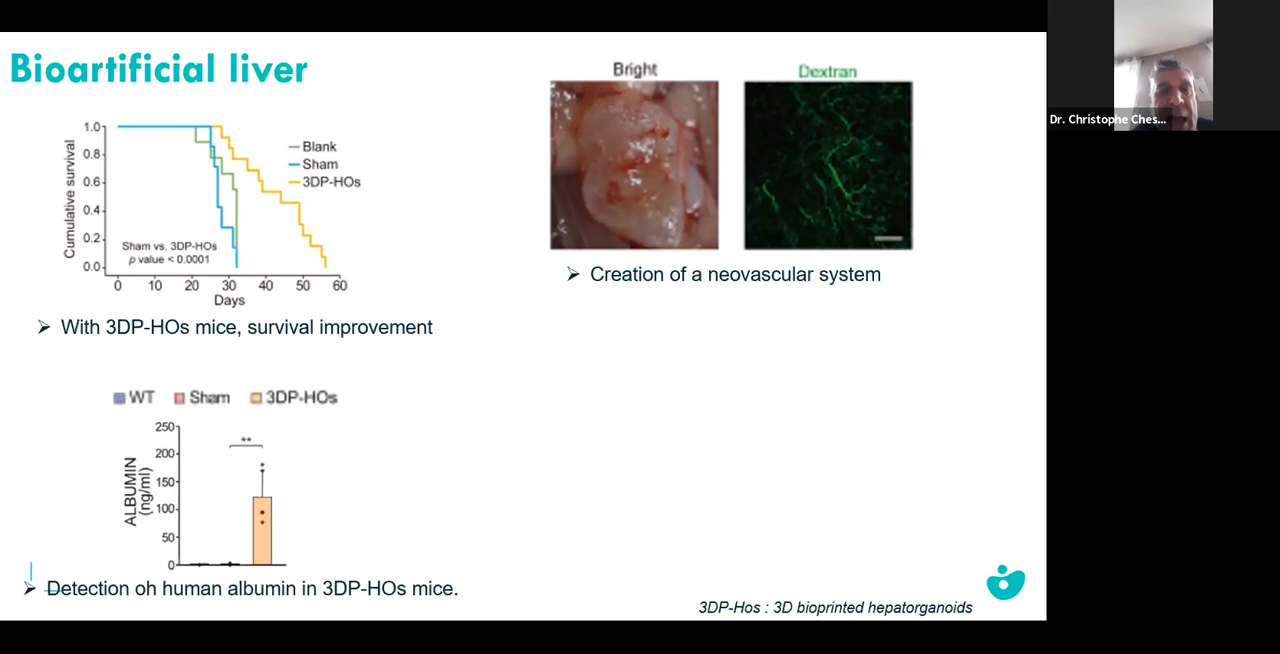 Bioartificial liver
Cumulative survival
1.0
0.8
0.6
0.4
0.2
0.0
Blank
Sham
3DP-HOs
Sham vs. 3DP-HOs
p value < 0.0001
0 10 20 30 40 50 60
Days
➢ With 3DP-HOs mice, survival improvement
Bright
Dextran
➢ Creation of a neovascular system
WT Sham 3DP-HOs
ALBUMIN
(ng/ml)
250
200
150
100
50
0
**
➢ Detection oh human albumin in 3DP-HOs mice.
3DP-Hos : 3D bioprinted hepatorganoids
Dr. Christophe Ches...